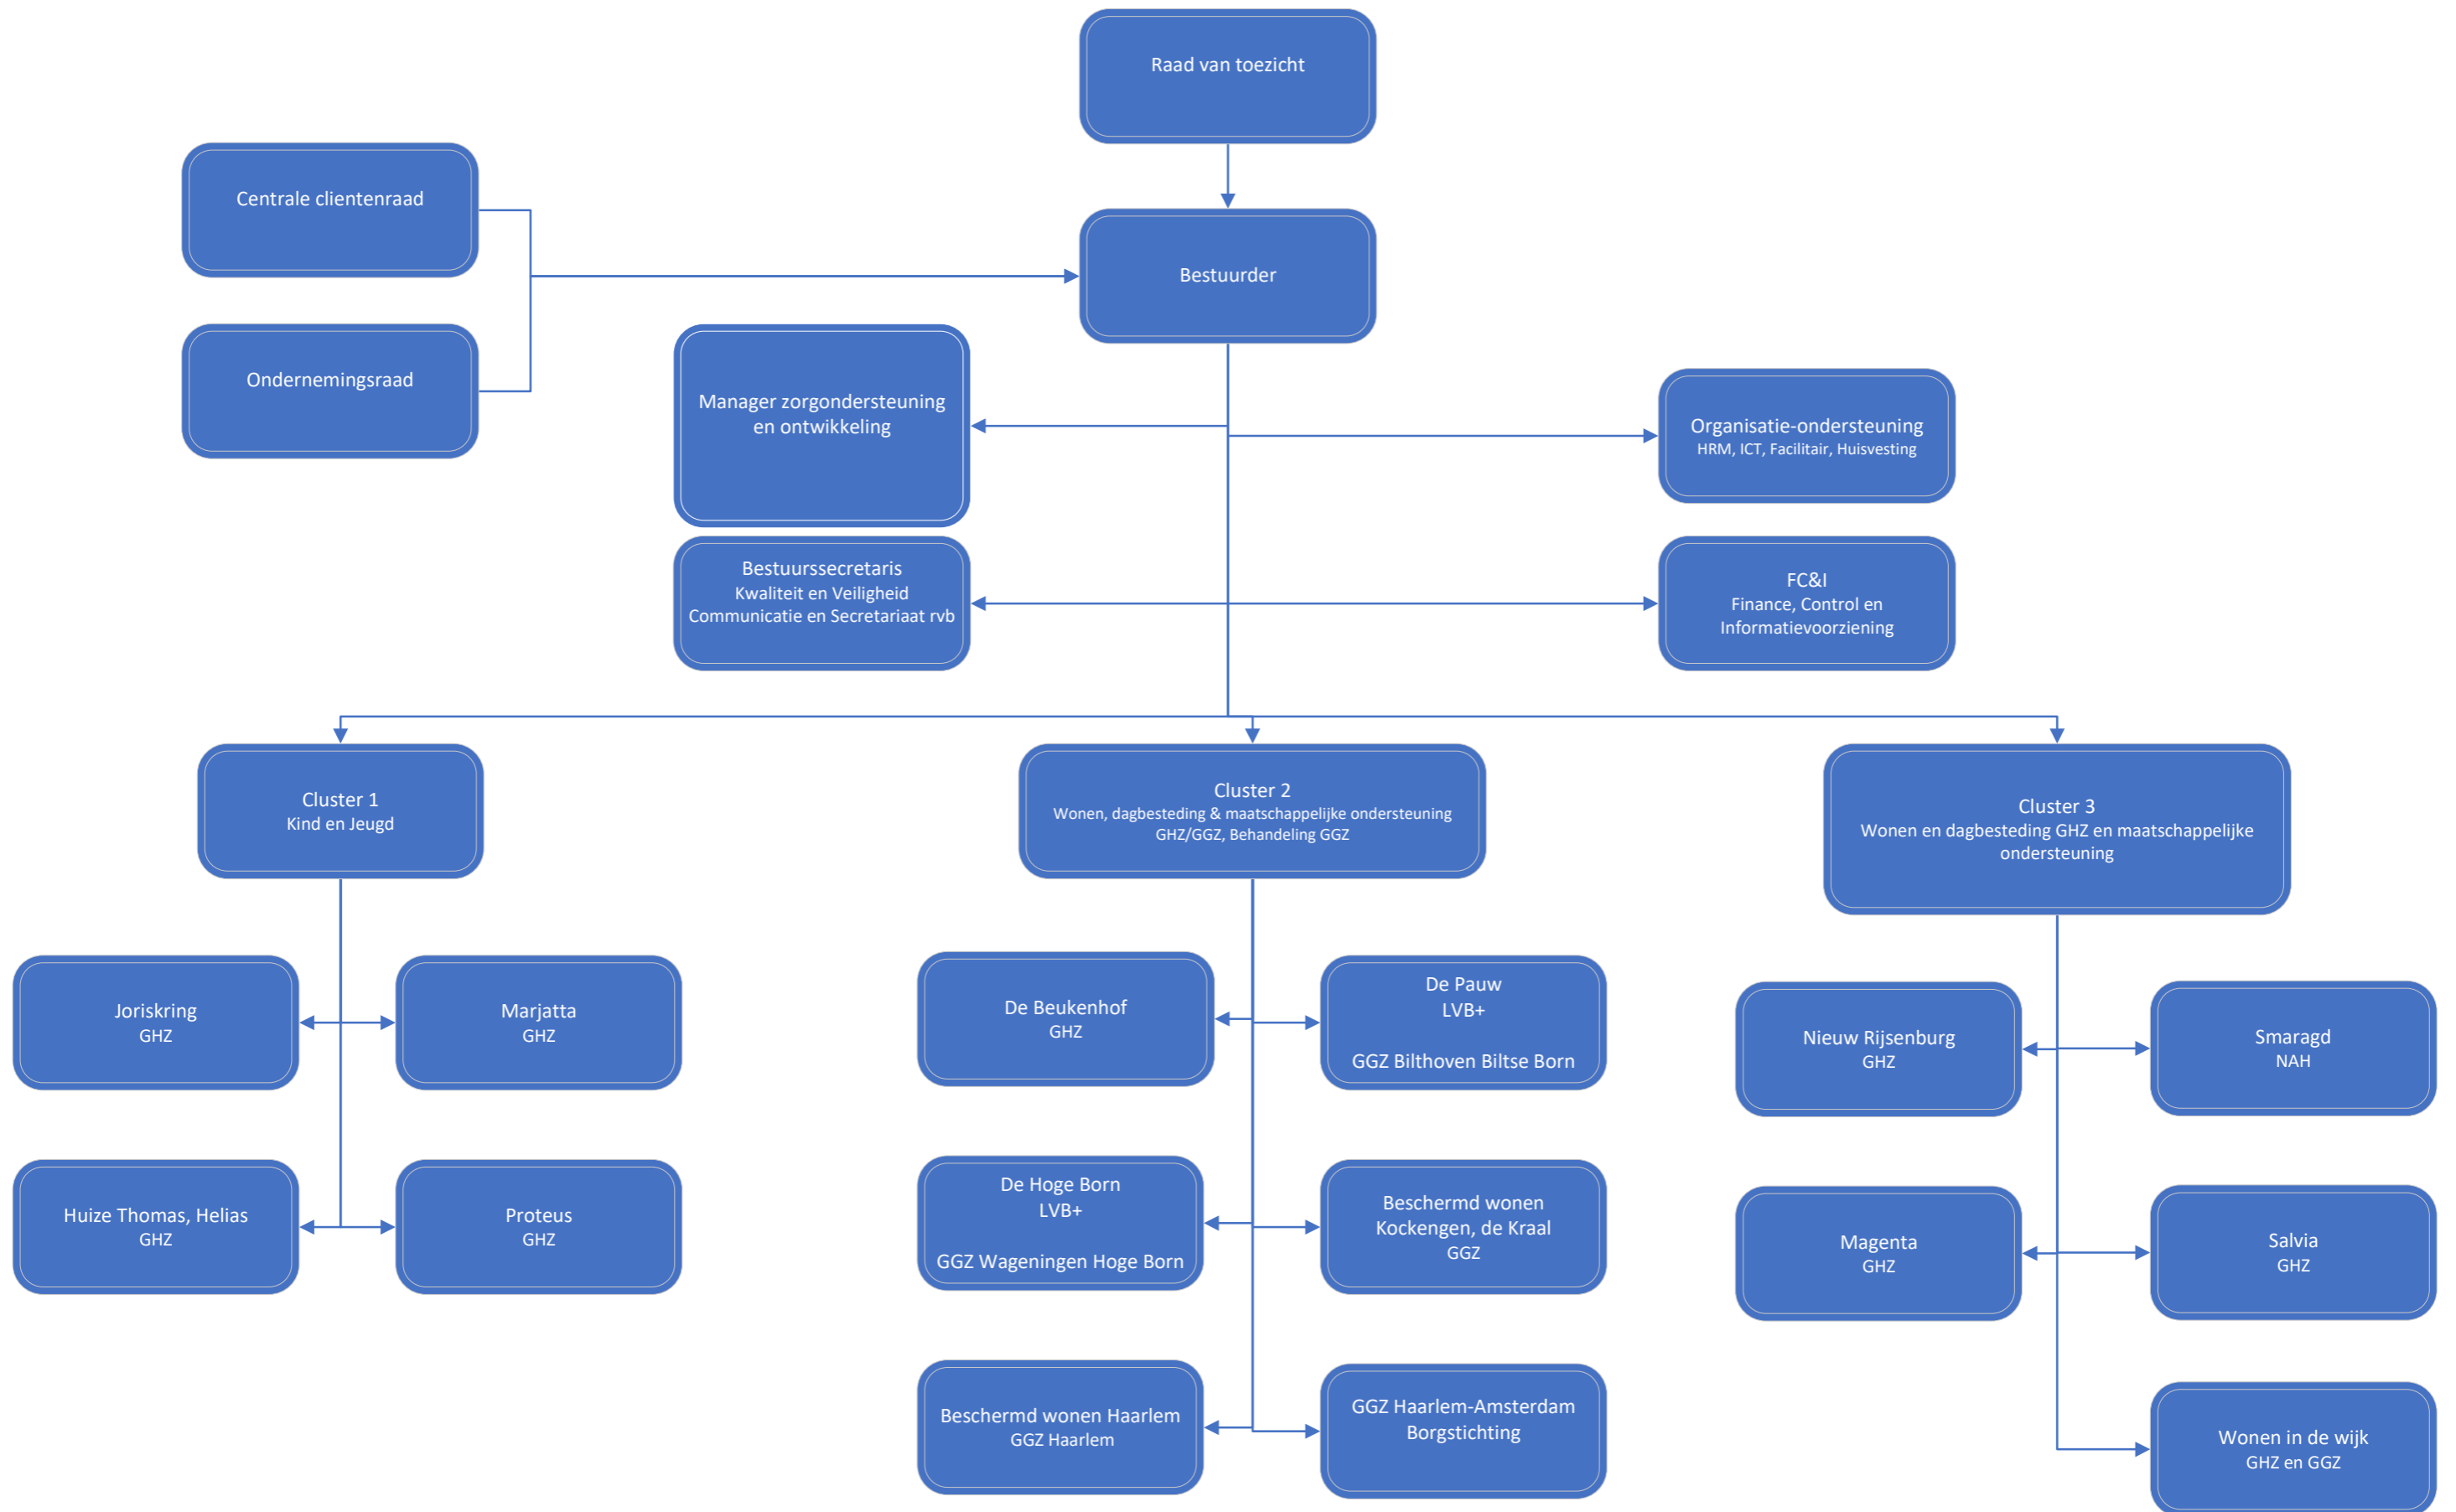 Raad van toezicht
Centrale clientenraad
Bestuurder
Ondernemingsraad
Manager zorgondersteuning
en ontwikkeling
Organisatie-ondersteuning
HRM, ICT, Facilitair, Huisvesting
Bestuurssecretaris
Kwaliteit en Veiligheid
Communicatie en Secretariaat rvb
FC&I
Finance, Control en
Informatievoorziening
Cluster 1
Kind en Jeugd
Cluster 2
Wonen, dagbesteding & maatschappelijke ondersteuning
GHZ/GGZ, Behandeling GGZ
Cluster 3
Wonen en dagbesteding GHZ en maatschappelijke
ondersteuning
Joriskring
GHZ
Marjatta
GHZ
De Beukenhof
GHZ
De Pauw
LVB+
GGZ Bilthoven Biltse Born
Nieuw Rijsenburg
GHZ
Smaragd
NAH
Huize Thomas, Helias
GHZ
Proteus
GHZ
De Hoge Born
LVB+
GGZ Wageningen Hoge Born
Beschermd wonen
Kockengen, de Kraal
GGZ
Magenta
GHZ
Salvia
GHZ
Beschermd wonen Haarlem
GGZ Haarlem
GGZ Haarlem-Amsterdam
Borgstichting
Wonen in de wijk
GHZ en GGZ